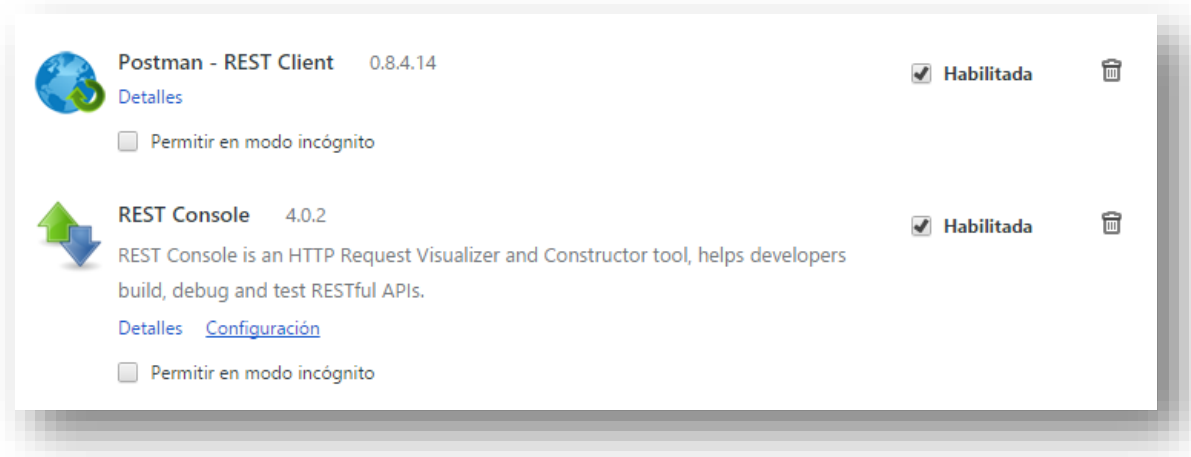 Postman - REST Client 0.8.4.14
Habilitada
Detalles
Permitir en modo incógnito
REST Console 4.0.2
Habilitada
REST Console is an HTTP Request Visualizer and Constructor tool, helps developers
build, debug and test RESTful APIs.
Detalles Configuración
Permitir en modo incógnito